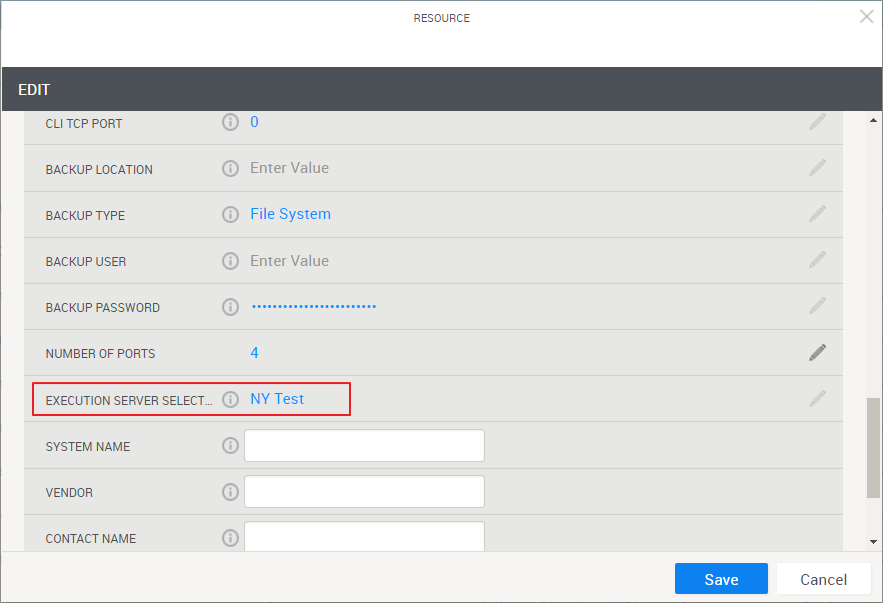 RESOURCE
EDIT
CLI TCP PORT 0
BACKUP LOCATION Enter Value
BACKUP TYPE File System
BACKUP USER Enter Value
BACKUP PASSWORD ••••••••••••••••••••••••
NUMBER OF PORTS 4
EXECUTION SERVER SELECT... NY Test
SYSTEM NAME
VENDOR
CONTACT NAME
Save Cancel